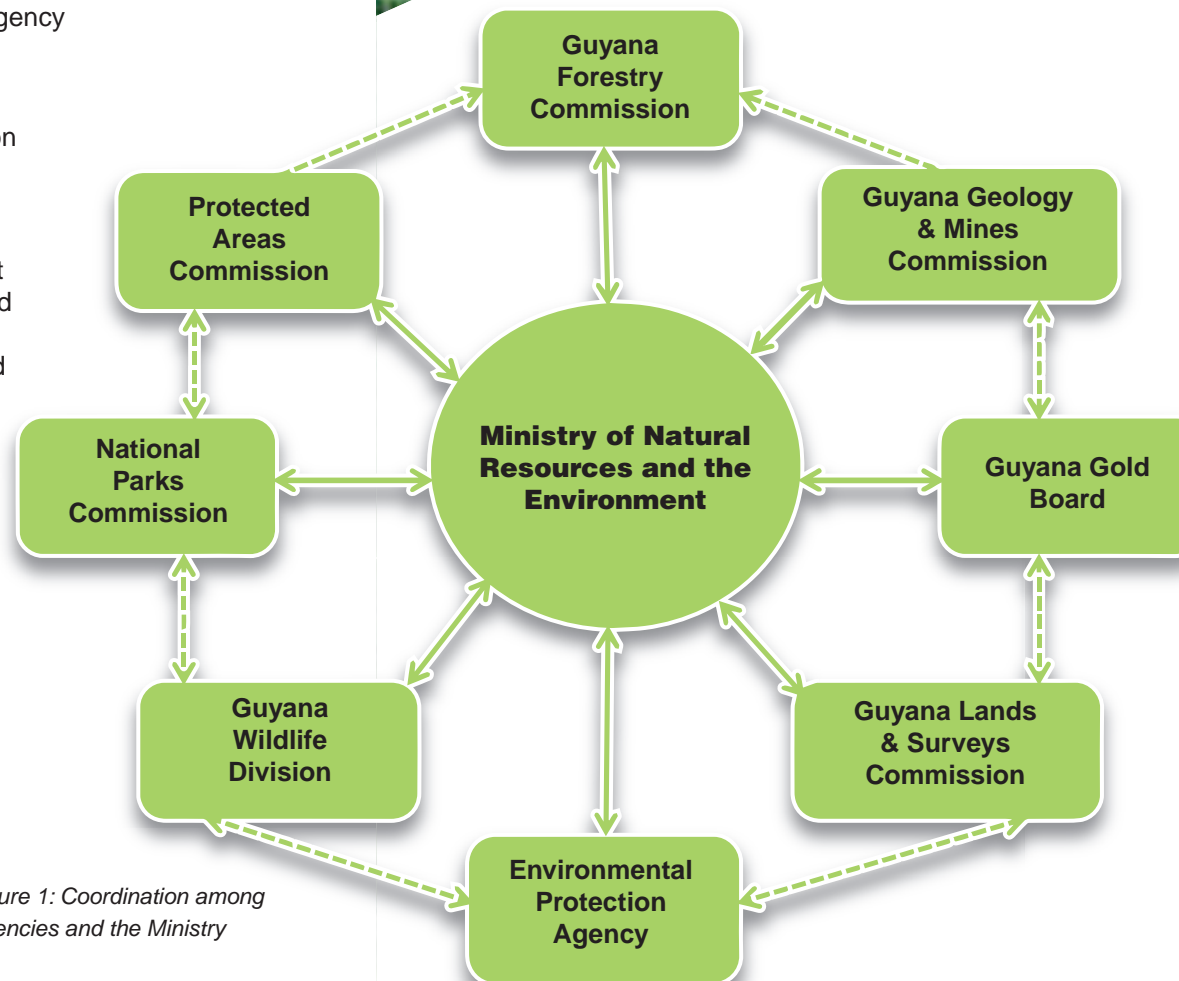 gency
on
t
d
d
Guyana
Forestry
Commission
Protected
Areas
Commission
Guyana Geology
& Mines
Commission
National
Parks
Commission
Ministry of Natural
Resources and the
Environment
Guyana Gold
Board
Guyana
Wildlife
Division
Guyana Lands
& Surveys
Commission
Environmental
Protection
Agency
ure 1: Coordination among
encies and the Ministry